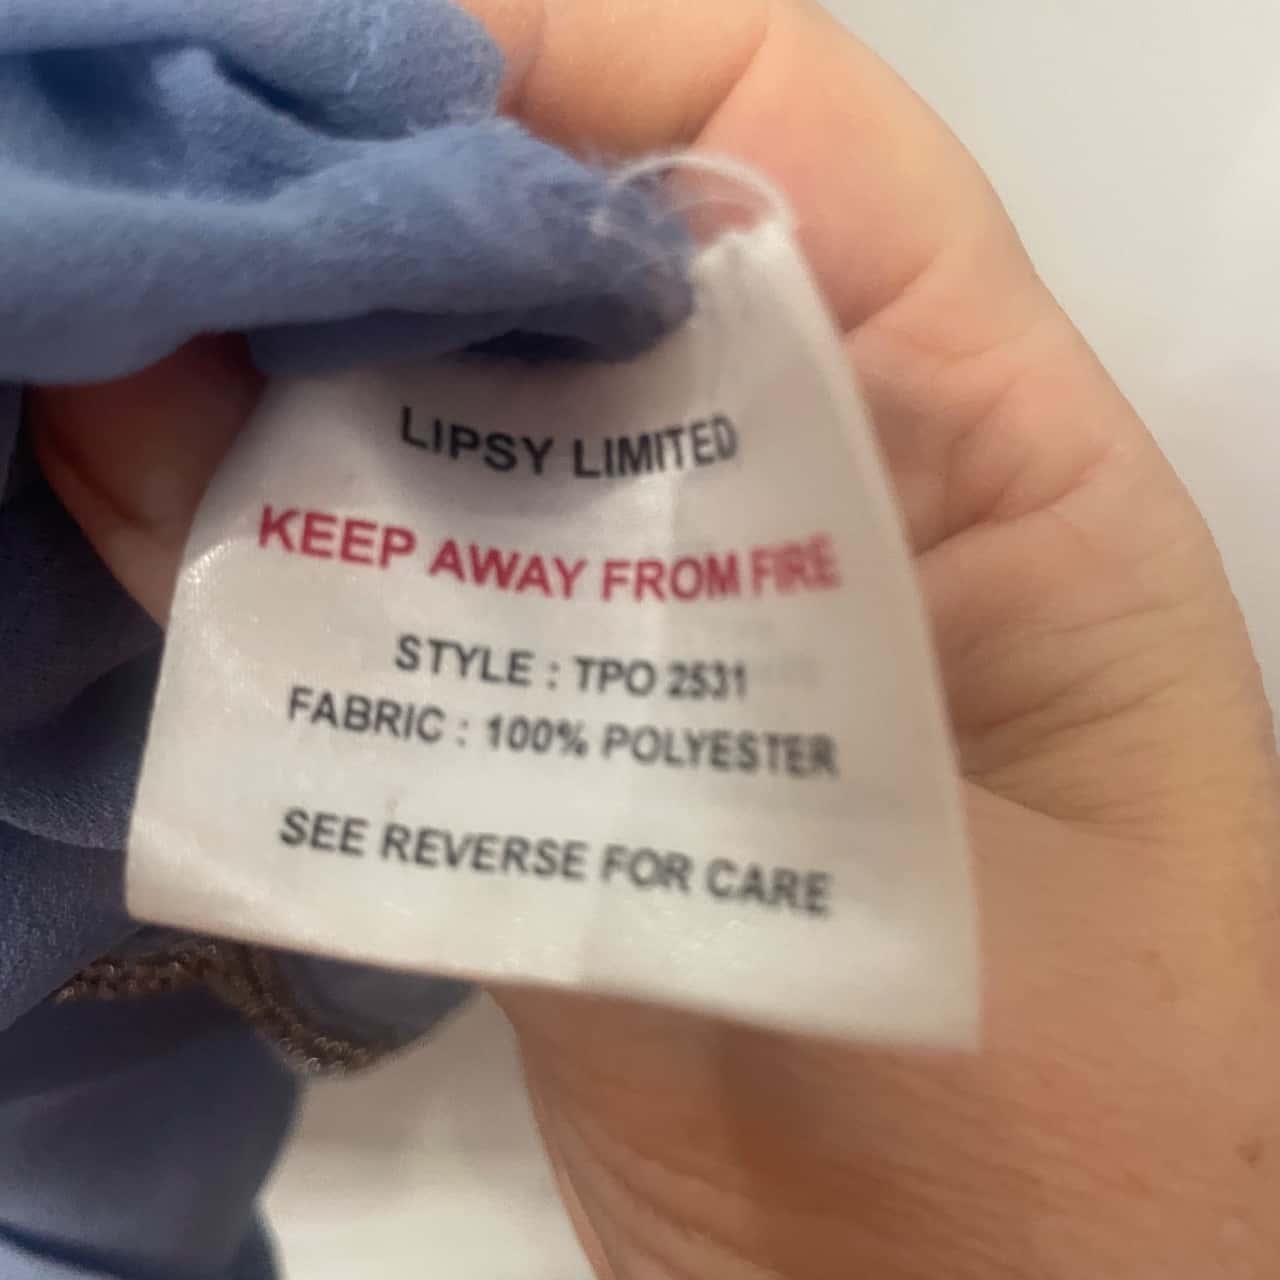 LIPSY LIMITED
KEEP AWAY FROM FIRE
STYLE : TPO 2531
FABRIC : 100% POLYESTER
SEE REVERSE FOR CARE